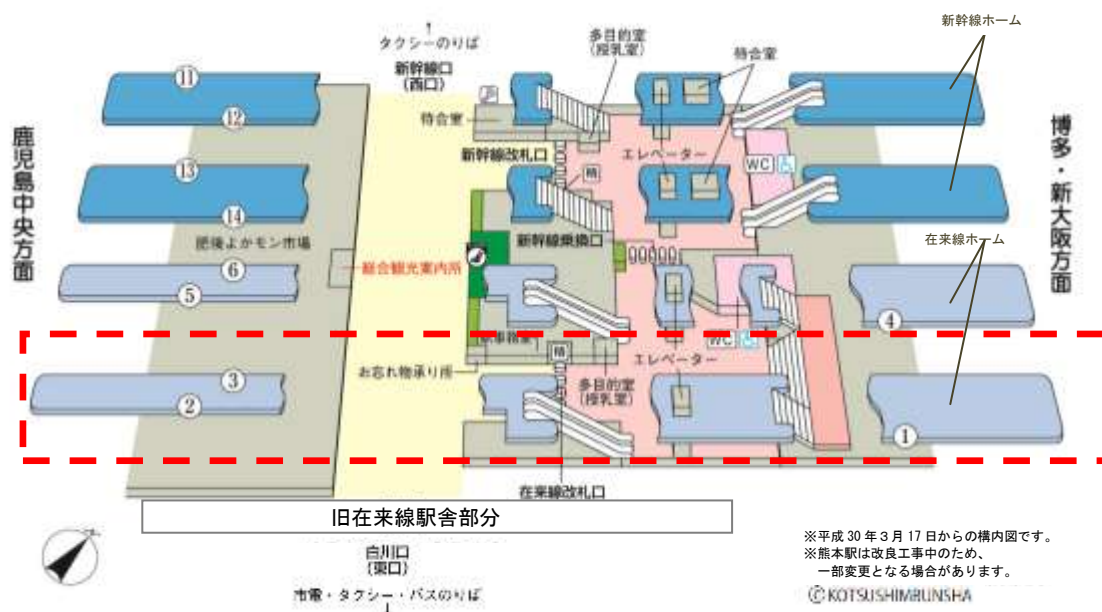 新幹線ホーム
タクシーのりば
多目的室
(授乳室)
待合室
新幹線口
(西口)
⑪
⑫
待合室
新幹線改札口
エレベーター
WC
精
鹿児島中央方面
博多・新大阪方面
⑬
⑭
肥後よかモン市場
新幹線乗換口
在来線ホーム
総合観光案内所
⑥
⑤
④
WC
精
エレベーター
お忘れ物承り所
多目的室
(授乳室)
③
②
①
在来線改札口
旧在来線駅舎部分
白川口
(東口)
市電・タクシー・バスのりば
※平成30年3月17日からの構内図です。
※熊本駅は改良工事中のため、
一部変更となる場合があります。
©KOTSUSHIMBUNSHA